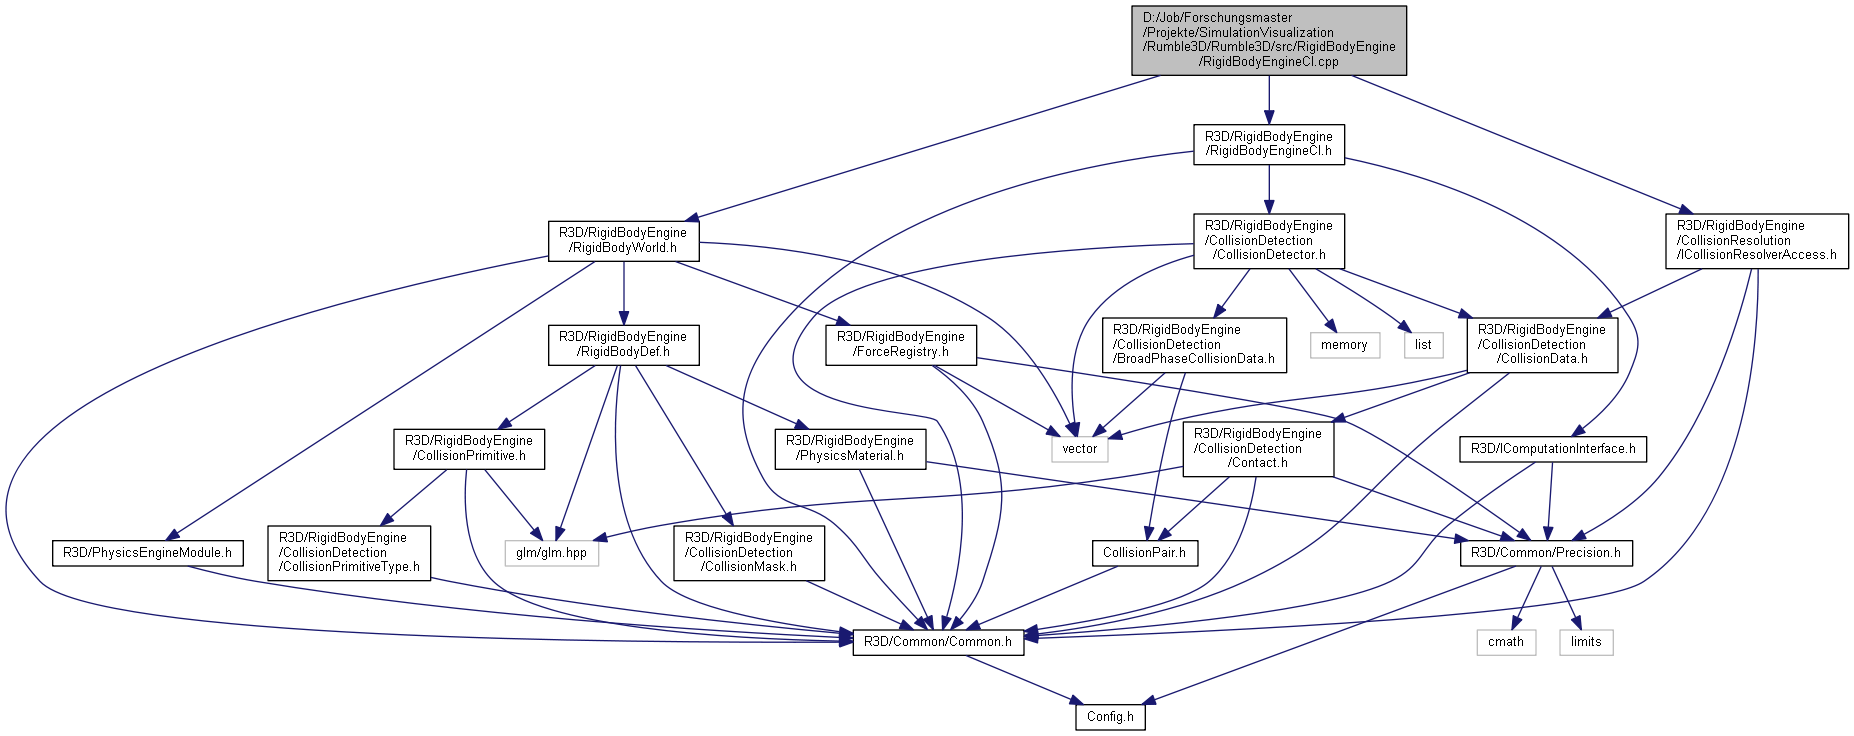 D:/Job/Forschungsmaster
/Projekte/SimulationVisualization
/Rumble3D/Rumble3D/src/RigidBodyEngine
/RigidBodyEngineCI.cpp
R3D/RigidBodyEngine
/RigidBodyEngineCI.h
R3D/RigidBodyEngine
/RigidBodyWorld.h
R3D/RigidBodyEngine
/CollisionDetection
/CollisionDetector.h
R3D/RigidBodyEngine
/CollisionResolution
/ICollisionResolverAccess.h
R3D/RigidBodyEngine
/RigidBodyDef.h
R3D/RigidBodyEngine
/ForceRegistry.h
R3D/RigidBodyEngine
/CollisionDetection
/BroadPhaseCollisionData.h
memory
list
R3D/RigidBodyEngine
/CollisionDetection
/CollisionData.h
R3D/RigidBodyEngine
/CollisionPrimitive.h
R3D/RigidBodyEngine
/PhysicsMaterial.h
vector
R3D/RigidBodyEngine
/CollisionDetection
/Contact.h
R3D/IComputationInterface.h
R3D/PhysicsEngineModule.h
R3D/RigidBodyEngine
/CollisionDetection
/CollisionPrimitiveType.h
glm/glm.hpp
R3D/RigidBodyEngine
/CollisionDetection
/CollisionMask.h
CollisionPair.h
R3D/Common/Precision.h
R3D/Common/Common.h
cmath
limits
Config.h